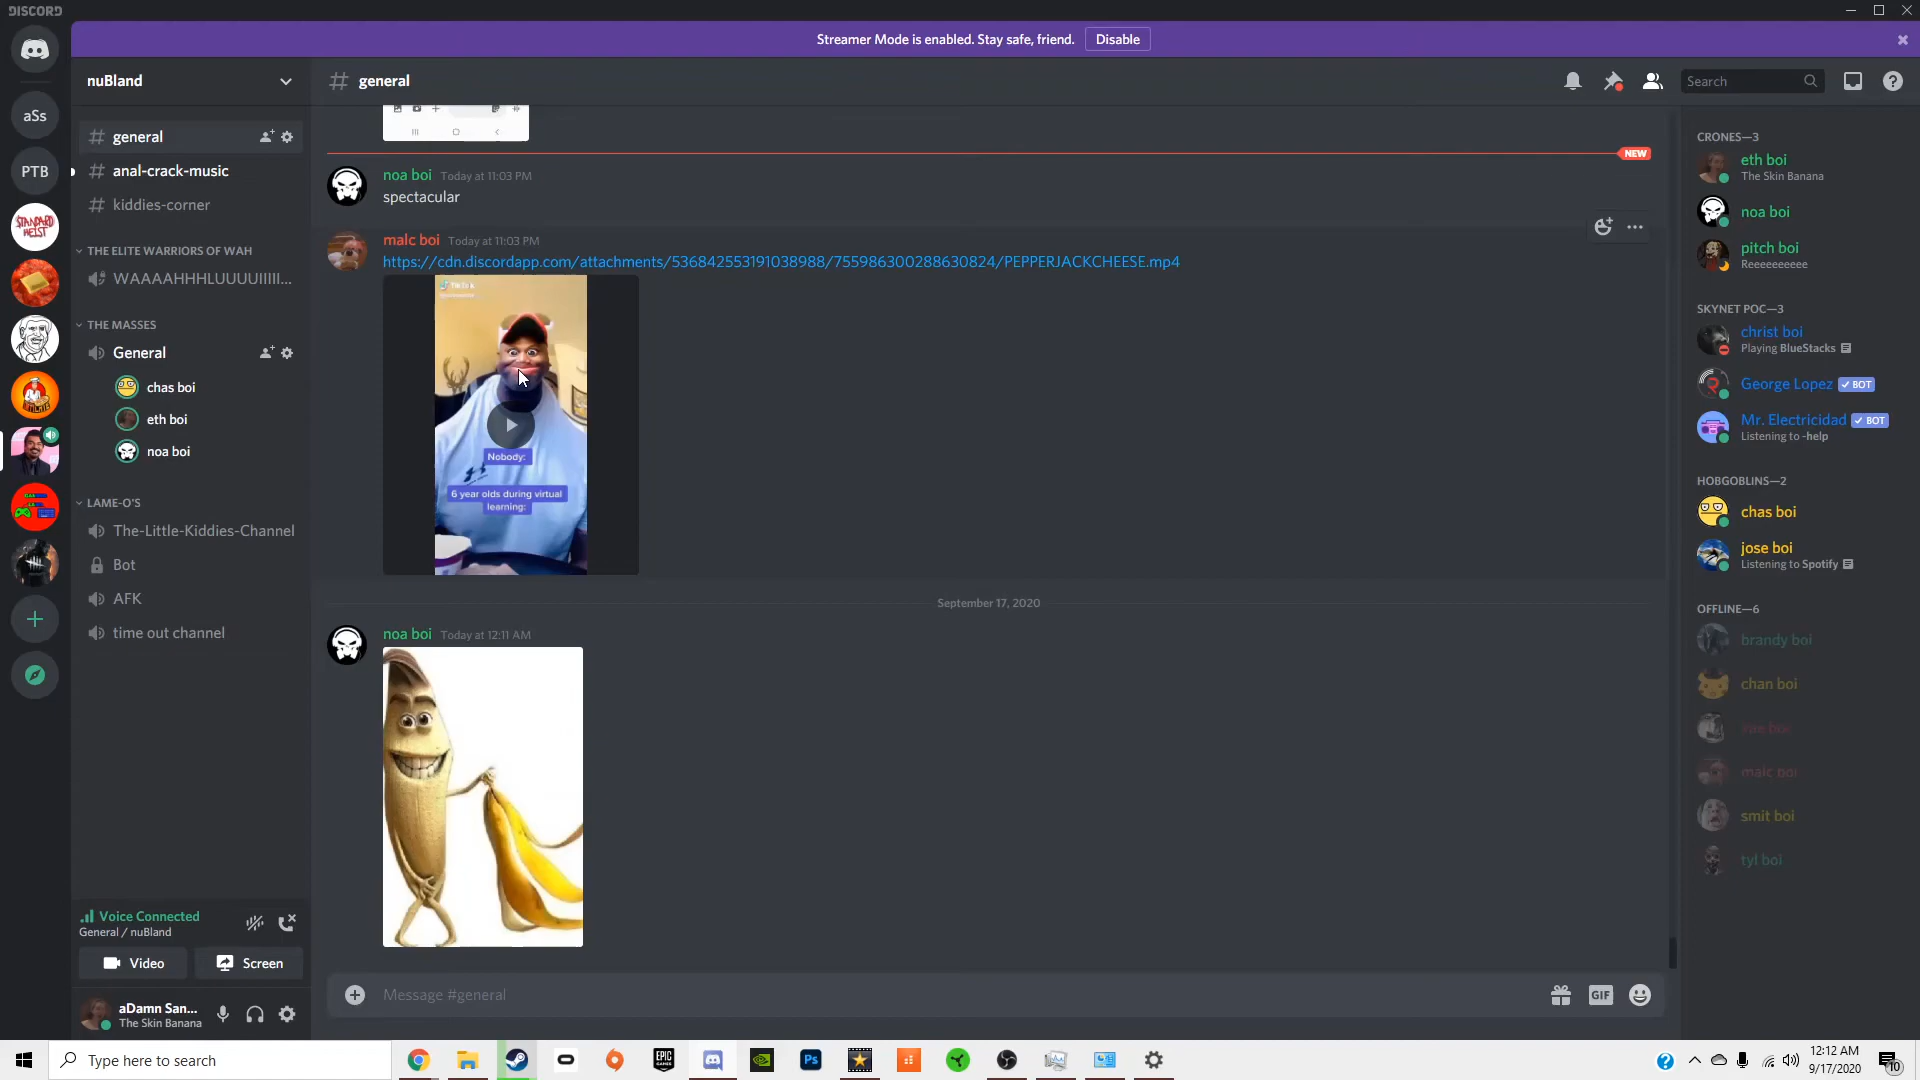 DISCORD
Streamer Mode is enabled. Stay safe, friend.
Disable
nuBland
general
Search
aSs
PTB
STANDARD
HEIST
general
anal-crack-music
kiddies-corner
THE ELITE WARRIORS OF WAH
WAAAAHHHLUUUUIIIII...
THE MASSES
General
chas boi
eth boi
noa boi
LAME-O'S
The-Little-Kiddies-Channel
Bot
AFK
time out channel
Voice Connected
General / nuBland
Video
Screen
aDamn San...
The Skin Banana
NEW
noa boi Today at 11:03 PM
spectacular
malc boi Today at 11:03 PM
https://cdn.discordapp.com/attachments/536842553191038988/755986300288630824/PEPPERJACKCHEESE.mp4
Nobody:
6 year olds during virtual
learning:
September 17, 2020
noa boi Today at 12:11 AM
Message #general
GIF
CRONES—3
eth boi
The Skin Banana
noa boi
pitch boi
Reeeeeeeeee
SKYNET POC—3
christ boi
Playing BlueStacks
George Lopez BOT
Mr. Electricidad BOT
Listening to -help
HOBGOBLINS—2
chas boi
jose boi
Listening to Spotify
OFFLINE—6
brandy boi
chan boi
malc boi
smit boi
tyl boi
Type here to search
EPIC
GAMES
Ps
12:12 AM
9/17/2020
10